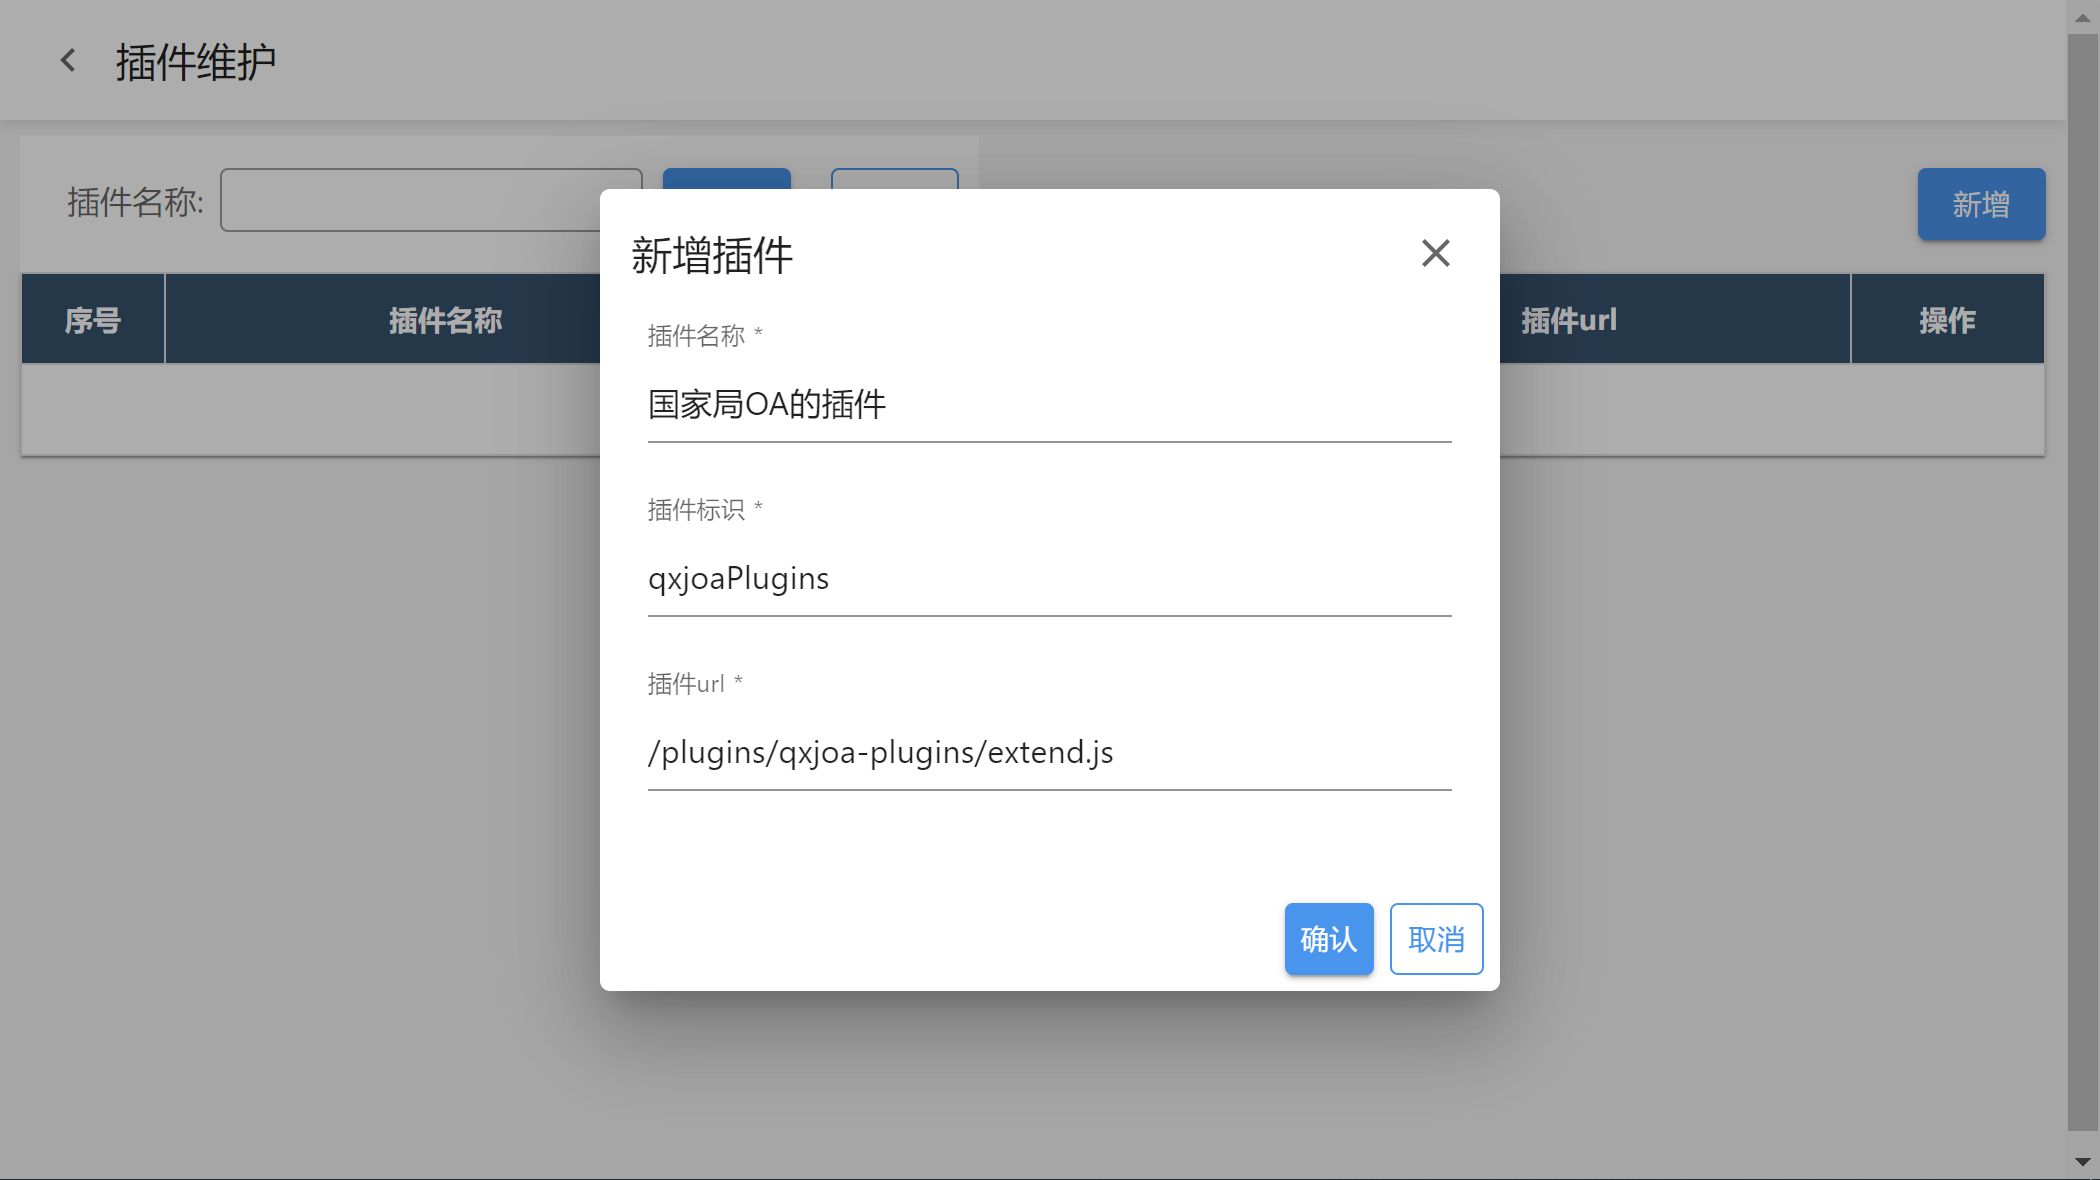 插件维护
插件名称:
新增
序号 插件名称 插件url 操作
新增插件
插件名称 *
国家局OA的插件
插件标识 *
qxjoaPlugins
插件url *
/plugins/qxjoa-plugins/extend.js
确认 取消